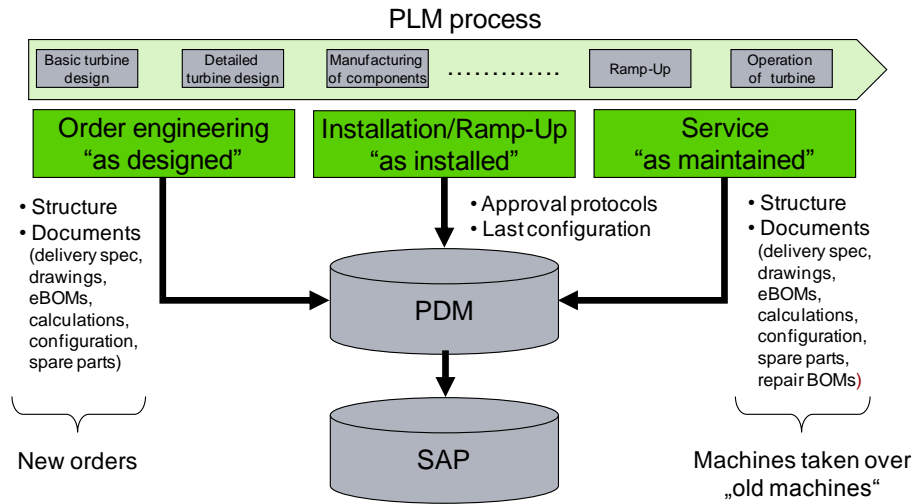 PLM process
Basic turbine
design
Detailed
turbine design
Manufacturing
of components
.............
Ramp-Up
Operation
of turbine
Order engineering
“as designed”
Installation/Ramp-Up
“as installed”
Service
“as maintained”
• Structure
• Documents
(delivery spec,
drawings,
eBOMs,
calculations,
configuration,
spare parts)
• Approval protocols
• Last configuration
• Structure
• Documents
(delivery spec,
drawings,
eBOMs,
calculations,
configuration,
spare parts,
repair BOMs)
PDM
SAP
New orders
Machines taken over
„old machines“